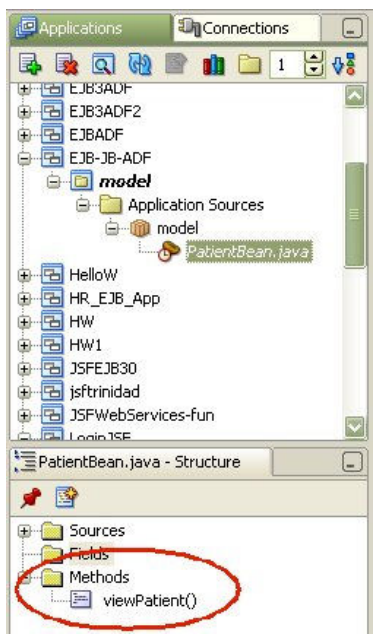 Applications
Connections
1
EJB3ADF
EJB3ADF2
EJBADF
EJB-JB-ADF
model
Application Sources
model
PatientBean.java
HelloW
HR_EJB_App
HW
HW1
JSFEJB30
jsftrinidad
JSFWebServices-fun
LoginJSF
PatientBean.java - Structure
Sources
Fields
Methods
viewPatient()